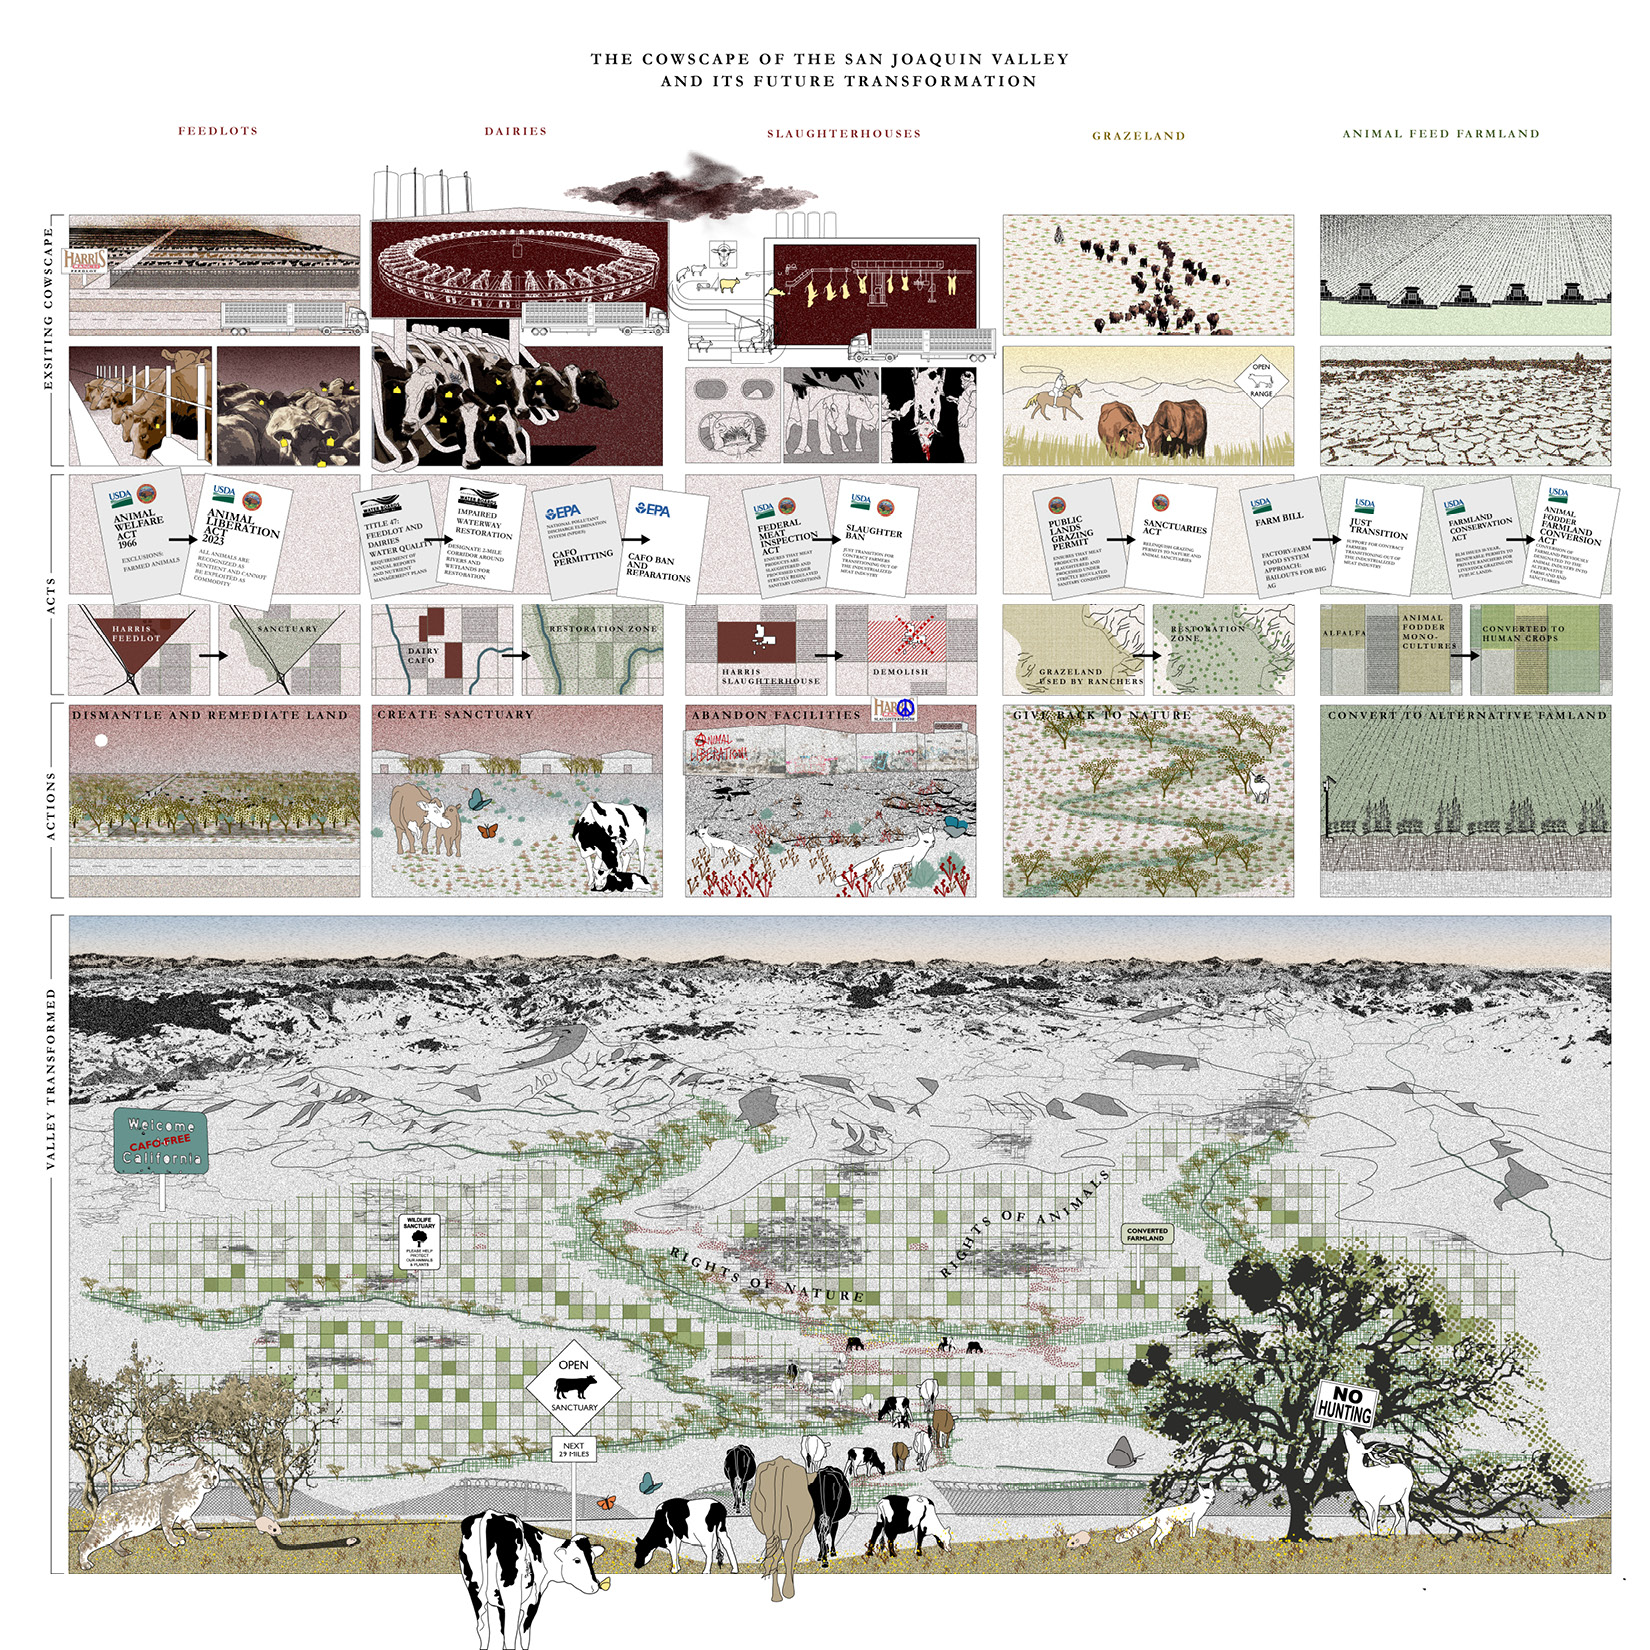 THE COWSCAPE OF THE SAN JOAQUIN VALLEY
AND ITS FUTURE TRANSFORMATION
FEEDLOTS
DAIRIES
SLAUGHTERHOUSES
GRAZELAND
ANIMAL FEED FARMLAND
EXSITING COWSCAPE
HARRIS
FEEDLOT
OPEN
RANGE
ACTS
USDA
ANIMAL
WELFARE
ACT
1966
EXCLUSIONS:
FARMED ANIMALS
USDA
ANIMAL
LIBERATION
ACT
2023
ALL ANIMALS ARE
RECOGNIZED AS
SENTIENT AND CANNOT
BE EXPLOITED AS
COMMODITY
WATER BOARDS
TITLE 47:
FEEDLOT AND
DAIRIES
WATER QUALITY
REQUIREMENT OF
ANNUAL REPORTS
AND NUTRIENT
MANAGEMENT PLANS
WATER BOARDS
IMPAIRED
WATERWAY
RESTORATION
DESIGNATE 2-MILE
CORRIDOR AROUND
RIVERS AND
WETLANDS FOR
RESTORATION
EPA
NATIONAL POLLUTANT
DISCHARGE ELIMINATION
SYSTEM (NPDES)
CAFO
PERMITTING
EPA
CAFO BAN
AND
REPARATIONS
USDA
FEDERAL
MEAT
INSPECTION
ACT
ENSURES THAT MEAT
PRODUCTS ARE
SLAUGHTERED AND
PROCESSED UNDER
STRICTLY REGULATED
SANITARY CONDITIONS
USDA
SLAUGHTER
BAN
JUST TRANSITION FOR
CONTRACT FARMERS
TRANSITIONING OUT OF
THE INDUSTRIALIZED
MEAT INDUSTRY
PUBLIC
LANDS
GRAZING
PERMIT
ENSURES THAT MEAT
PRODUCTS ARE
SLAUGHTERED AND
PROCESSED UNDER
STRICTLY REGULATED
SANITARY CONDITIONS
SANCTUARIES
ACT
RELINQUISH GRAZING
PERMITS TO NATURE AND
ANIMAL SANCTUARIES
USDA
FARM BILL
FACTORY-FARM
FOOD SYSTEM
APPROACH:
BAILOUTS FOR BIG
AG
USDA
JUST
TRANSITION
SUPPORT FOR CONTRACT
FARMERS
TRANSITIONING OUT OF
THE INDUSTRIALIZED
MEAT INDUSTRY
USDA
FARMLAND
CONSERVATION
ACT
BLM ISSUES 10-YEAR,
RENEWABLE PERMITS TO
PRIVATE RANCHERS FOR
LIVESTOCK GRAZING ON
PUBLIC LANDS.
USDA
ANIMAL
FODDER
FARMLAND
CONVERSION
ACT
CONVERSION OF
FARMLAND PREVIOUSLY
DESIGNATED TO THE
ANIMAL INDUSTRY INTO
ALTERNATIVE
FARMS AND
SANCTUARIES
HARRIS
FEEDLOT
SANCTUARY
DAIRY
CAFO
RESTORATION ZONE
HARRIS
SLAUGHTERHOUSE
DEMOLISH
GRAZELAND
USED BY RANCHERS
RESTORATION
ZONE
ALFALFA
ANIMAL
FODDER
MONO-
CULTURES
CONVERTED TO
HUMAN CROPS
ACTIONS
DISMANTLE AND REMEDIATE LAND
CREATE SANCTUARY
ABANDON FACILITIES
HAR
SLAUGHTERHOUSE
ANIMAL
LIBERATION
GIVE BACK TO NATURE
CONVERT TO ALTERNATIVE FAMLAND
VALLEY TRANSFORMED
Welcome
CAFO-FREE
California
WILDLIFE
SANCTUARY
PLEASE HELP
PROTECT
OUR ANIMALS
& PLANTS
RIGHTS OF NATURE
RIGHTS OF ANIMALS
CONVERTED
FARMLAND
OPEN
SANCTUARY
NEXT
29 MILES
NO
HUNTING